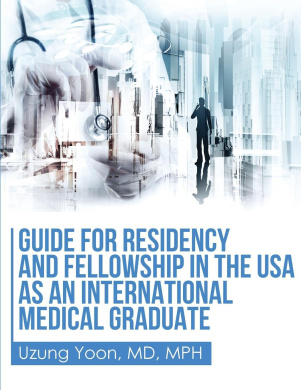 GUIDE FOR RESIDENCY
AND FELLOWSHIP IN THE USA
AS AN INTERNATIONAL
MEDICAL GRADUATE
Uzung Yoon, MD, MPH